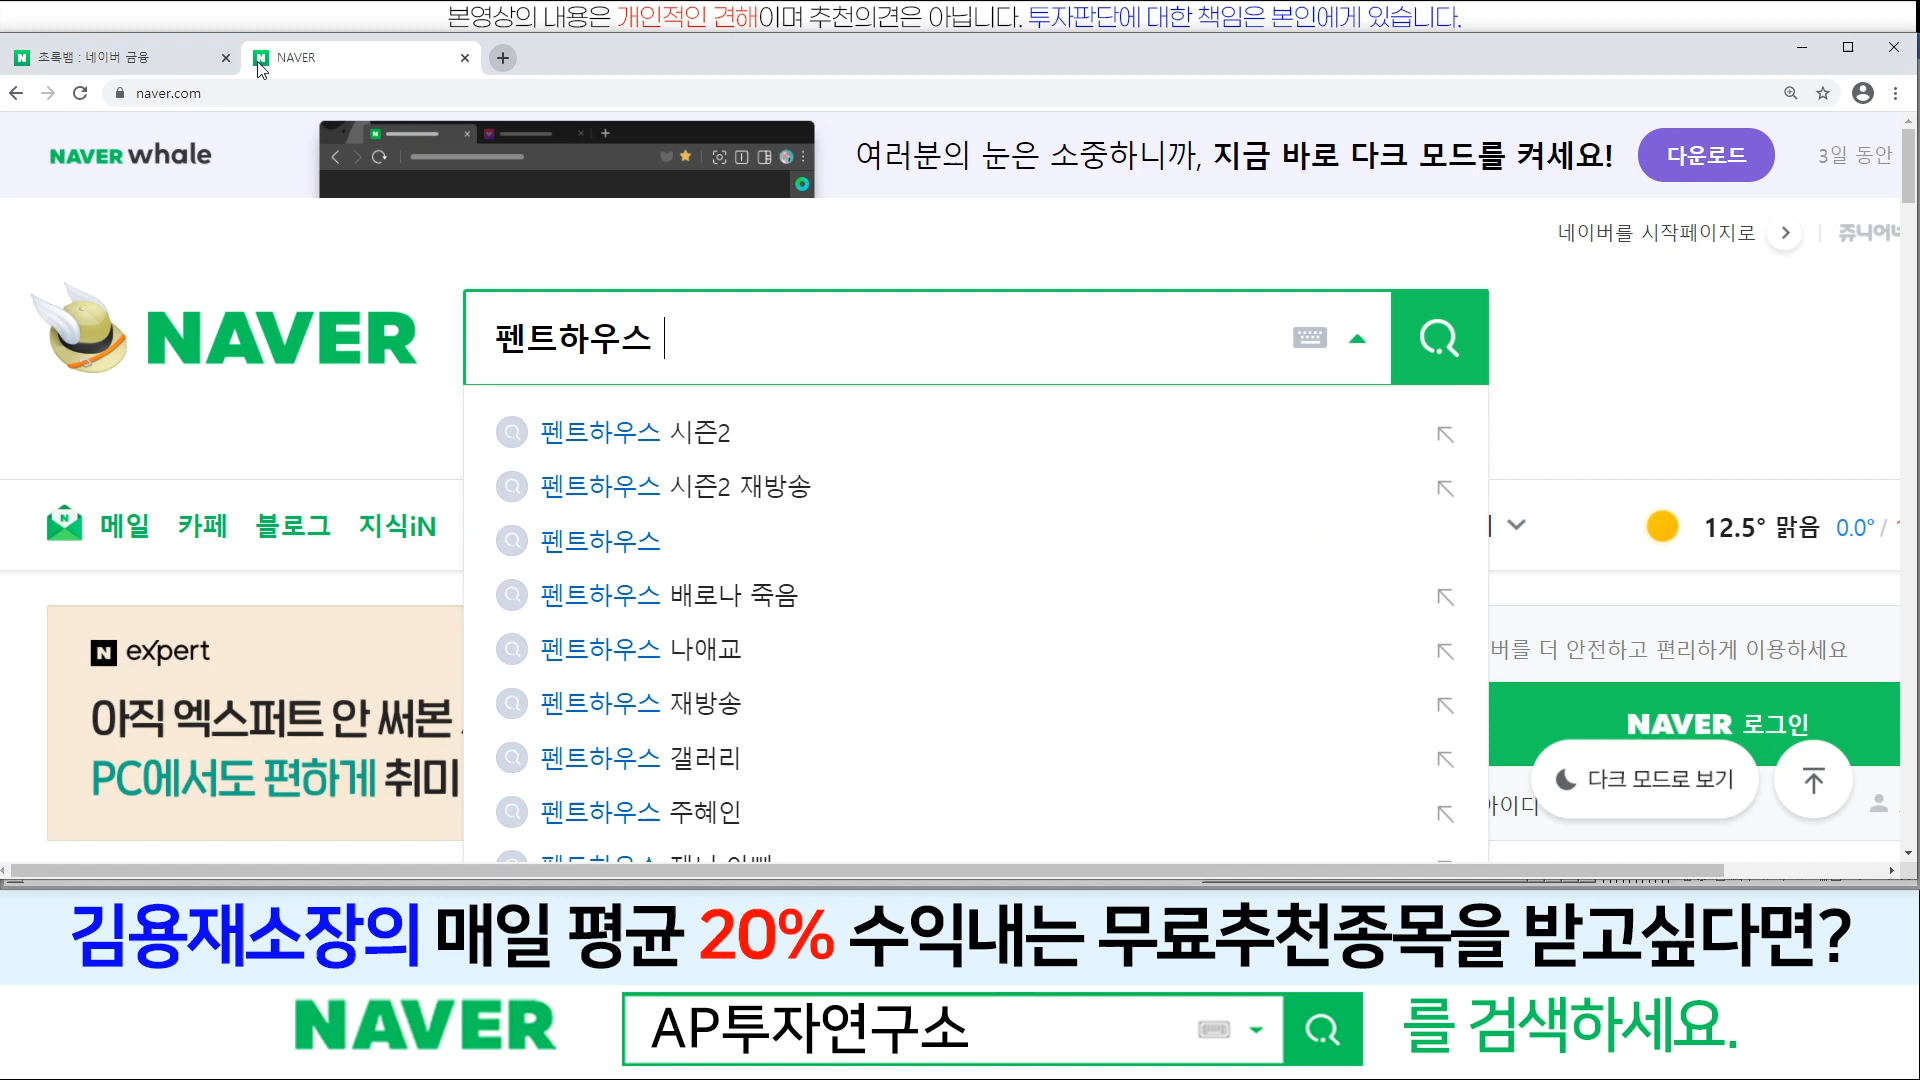 본영상의 내용은 개인적인 견해이며 추천의견은 아닙니다. 투자판단에 대한 책임은 본인에게 있습니다.
초록뱀 : 네이버 금융
NAVER
naver.com
NAVER whale
여러분의 눈은 소중하니까, 지금 바로 다크 모드를 켜세요!
다운로드
3일 동안
네이버를 시작페이지로
쥬니어
NAVER
펜트하우스
펜트하우스 시즌2
펜트하우스 시즌2 재방송
펜트하우스
펜트하우스 배로나 죽음
펜트하우스 나애교
펜트하우스 재방송
펜트하우스 갤러리
펜트하우스 주혜인
메일 카페 블로그 지식iN
12.5° 맑음 0.0° /
N expert
아직 엑스퍼트 안 써본
PC에서도 편하게 취미
버를 더 안전하고 편리하게 이용하세요
NAVER 로그인
다크 모드로 보기
아이디
김용재소장의 매일 평균 20% 수익내는 무료추천종목을 받고싶다면?
NAVER AP투자연구소 를 검색하세요.